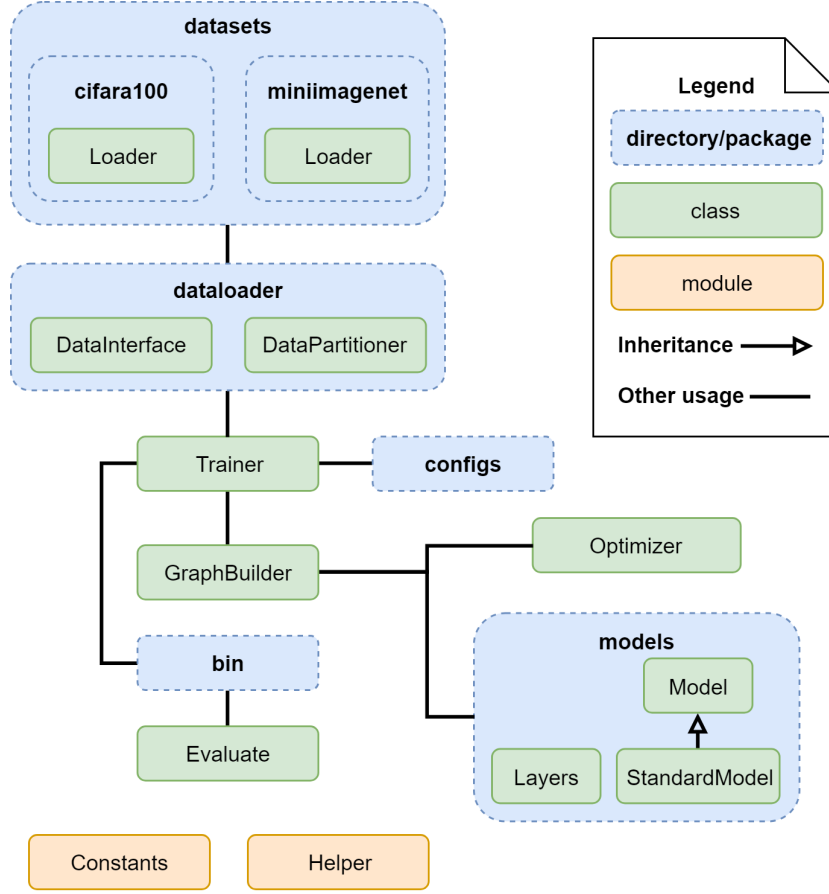 datasets
cifara100
miniimagenet
Loader
Loader
Legend
directory/package
class
module
Inheritance
Other usage
dataloader
DataInterface
DataPartitioner
Trainer
configs
GraphBuilder
Optimizer
bin
models
Model
Evaluate
Layers
StandardModel
Constants
Helper